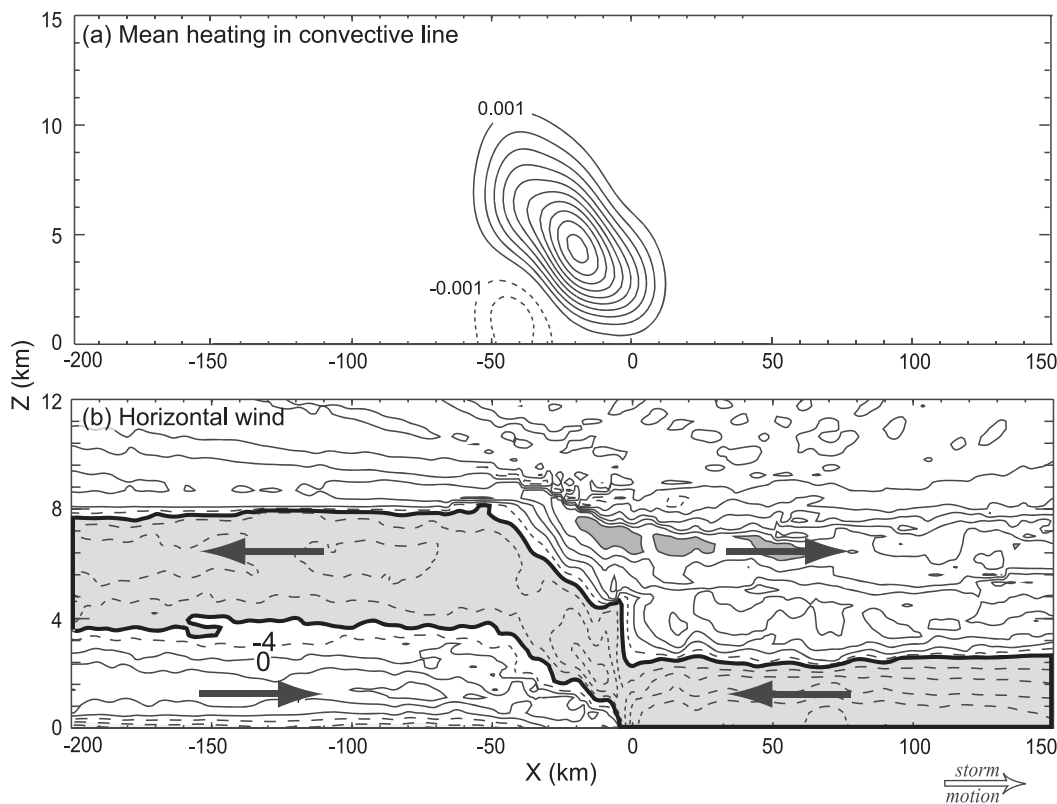 15
(a) Mean heating in convective line
0.001
10
5
-0.001
0
-200 -150 -100 -50 0 50 100 150
Z (km)
12
(b) Horizontal wind
8
4
-4
0
0
-200 -150 -100 -50 0 50 100 150
X (km)
storm
motion